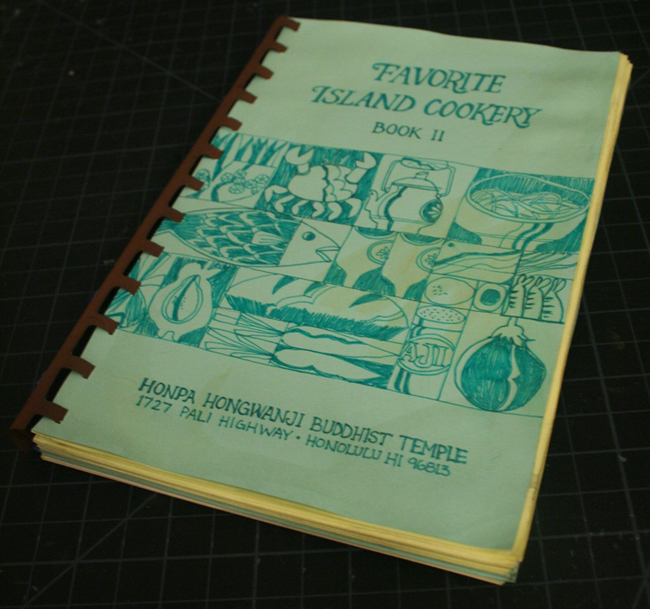 FAVORITE
ISLAND COOKERY
BOOK II
AJI
HONPA HONGWANJI BUDDHIST TEMPLE
1727 PALI HIGHWAY • HONOLULU HI 96813